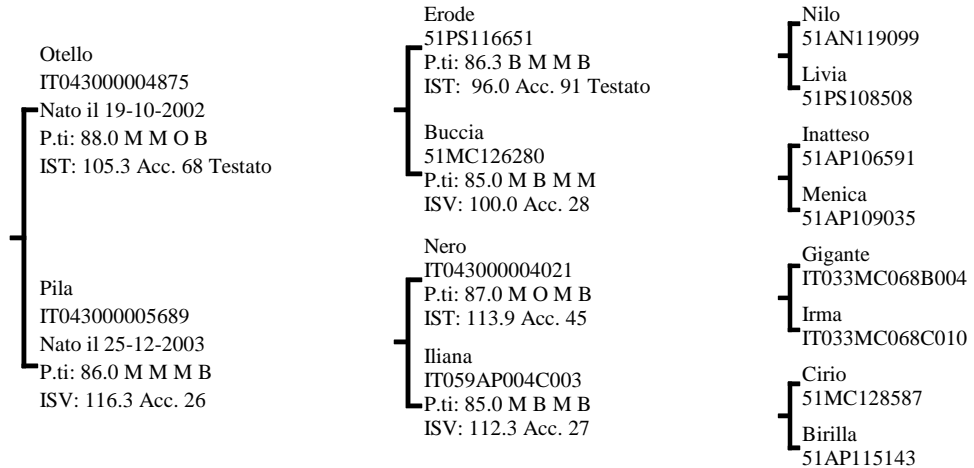 Otello
IT043000004875
Nato il 19-10-2002
P.ti: 88.0 M M O B
IST: 105.3 Acc. 68 Testato
Pila
IT043000005689
Nato il 25-12-2003
P.ti: 86.0 M M M B
ISV: 116.3 Acc. 26
Erode
51PS116651
P.ti: 86.3 B M M B
IST: 96.0 Acc. 91 Testato
Buccia
51MC126280
P.ti: 85.0 M B M M
ISV: 100.0 Acc. 28
Nero
IT043000004021
P.ti: 87.0 M O M B
IST: 113.9 Acc. 45
Iliana
IT059AP004C003
P.ti: 85.0 M B M B
ISV: 112.3 Acc. 27
Nilo
51AN119099
Livia
51PS108508
Inatteso
51AP106591
Menica
51AP109035
Gigante
IT033MC068B004
Irma
IT033MC068C010
Cirio
51MC128587
Birilla
51AP115143